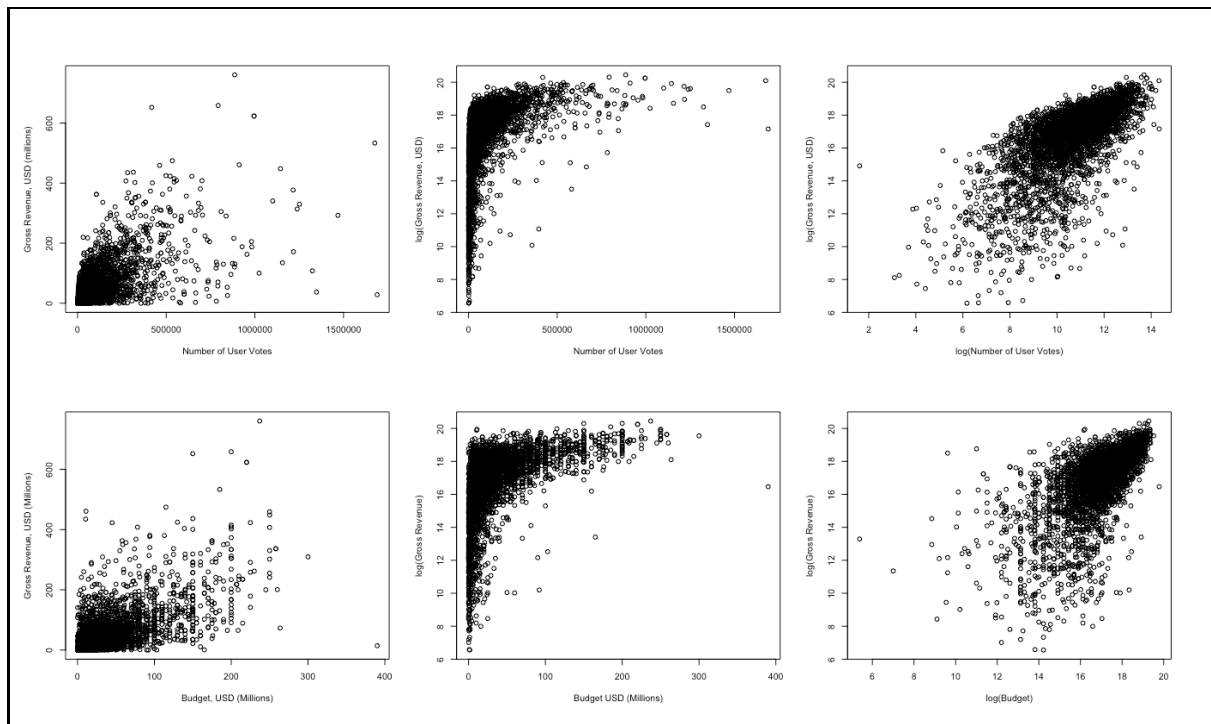 Gross Revenue, USD (millions)
0 200 400 600
0 500000 1000000 1500000
Number of User Votes
log(Gross Revenue, USD)
6 8 10 12 14 16 18 20
0 500000 1000000 1500000
Number of User Votes
log(Gross Revenue, USD)
6 8 10 12 14 16 18 20
2 4 6 8 10 12 14
log(Number of User Votes)
Gross Revenue, USD (Millions)
0 200 400 600
0 100 200 300 400
Budget, USD (Millions)
log(Gross Revenue)
6 8 10 12 14 16 18 20
0 100 200 300 400
Budget USD (Millions)
log(Gross Revenue)
6 8 10 12 14 16 18 20
6 8 10 12 14 16 18 20
log(Budget)